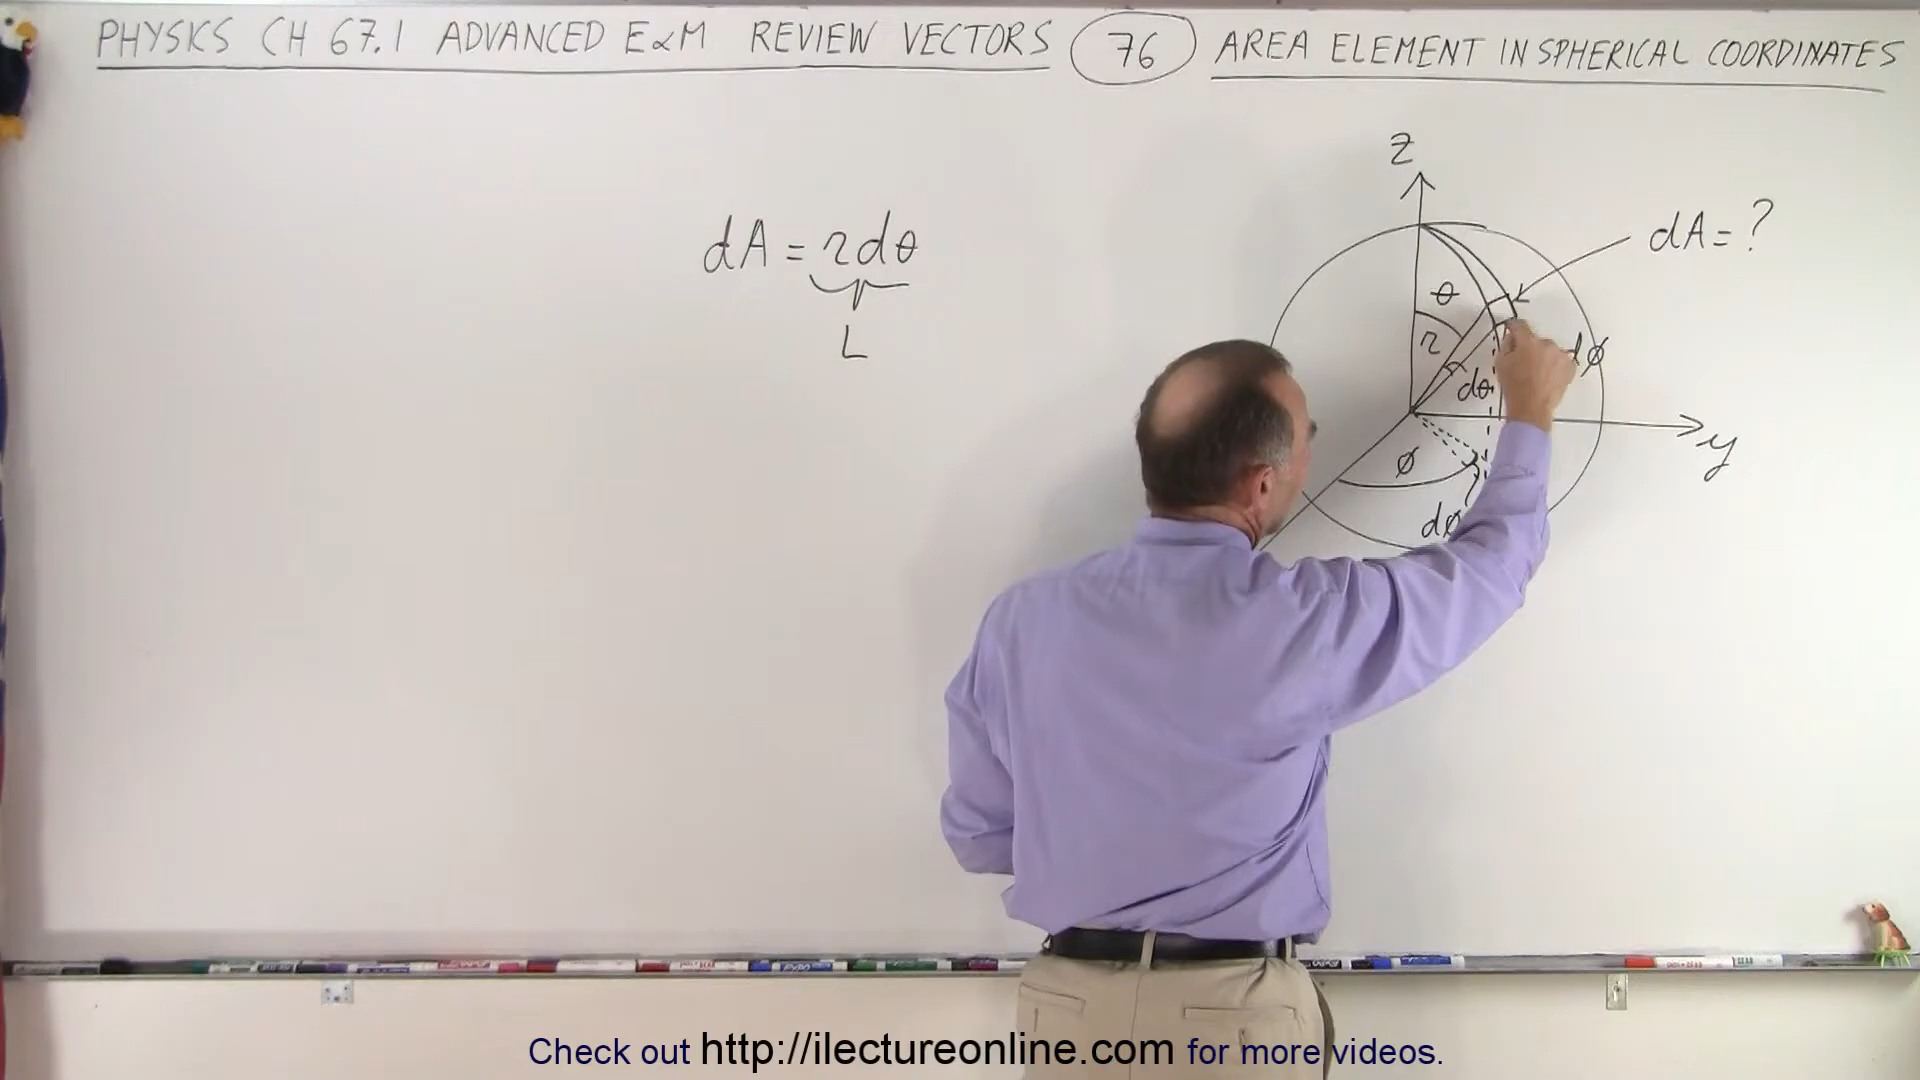 PHYSICS CH 67.1 ADVANCED E&M REVIEW VECTORS 76 AREA ELEMENT IN SPHERICAL COORDINATES
z
dA = rdθ
L
dA = ?
θ
L
r
dθ
dφ
y
φ
dφ
Check out http://ilectureonline.com for more videos.